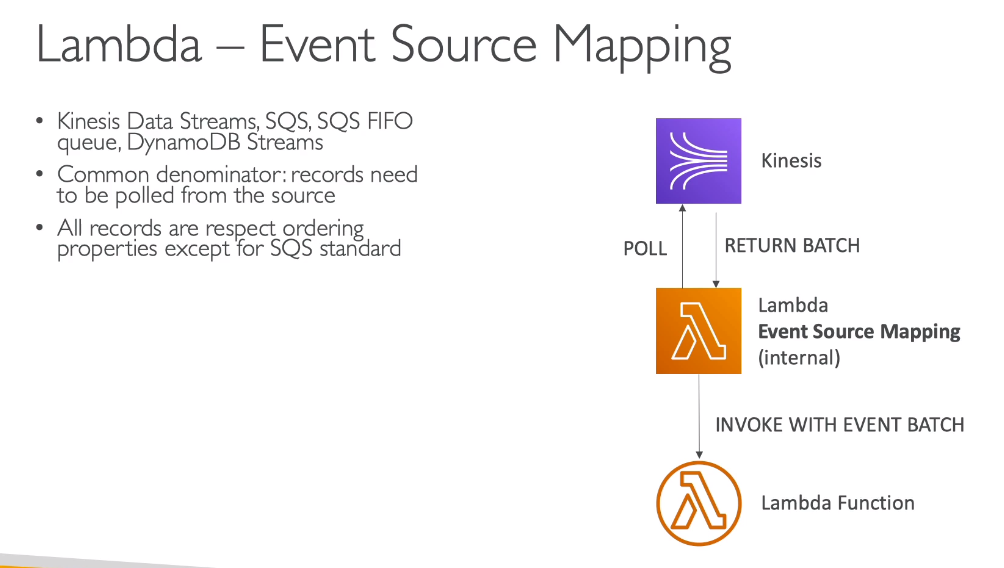 Lambda – Event Source Mapping
• Kinesis Data Streams, SQS, SQS FIFO
queue, DynamoDB Streams
• Common denominator: records need
to be polled from the source
• All records are respect ordering
properties except for SQS standard
Kinesis
POLL
RETURN BATCH
Lambda
Event Source Mapping
(internal)
INVOKE WITH EVENT BATCH
Lambda Function